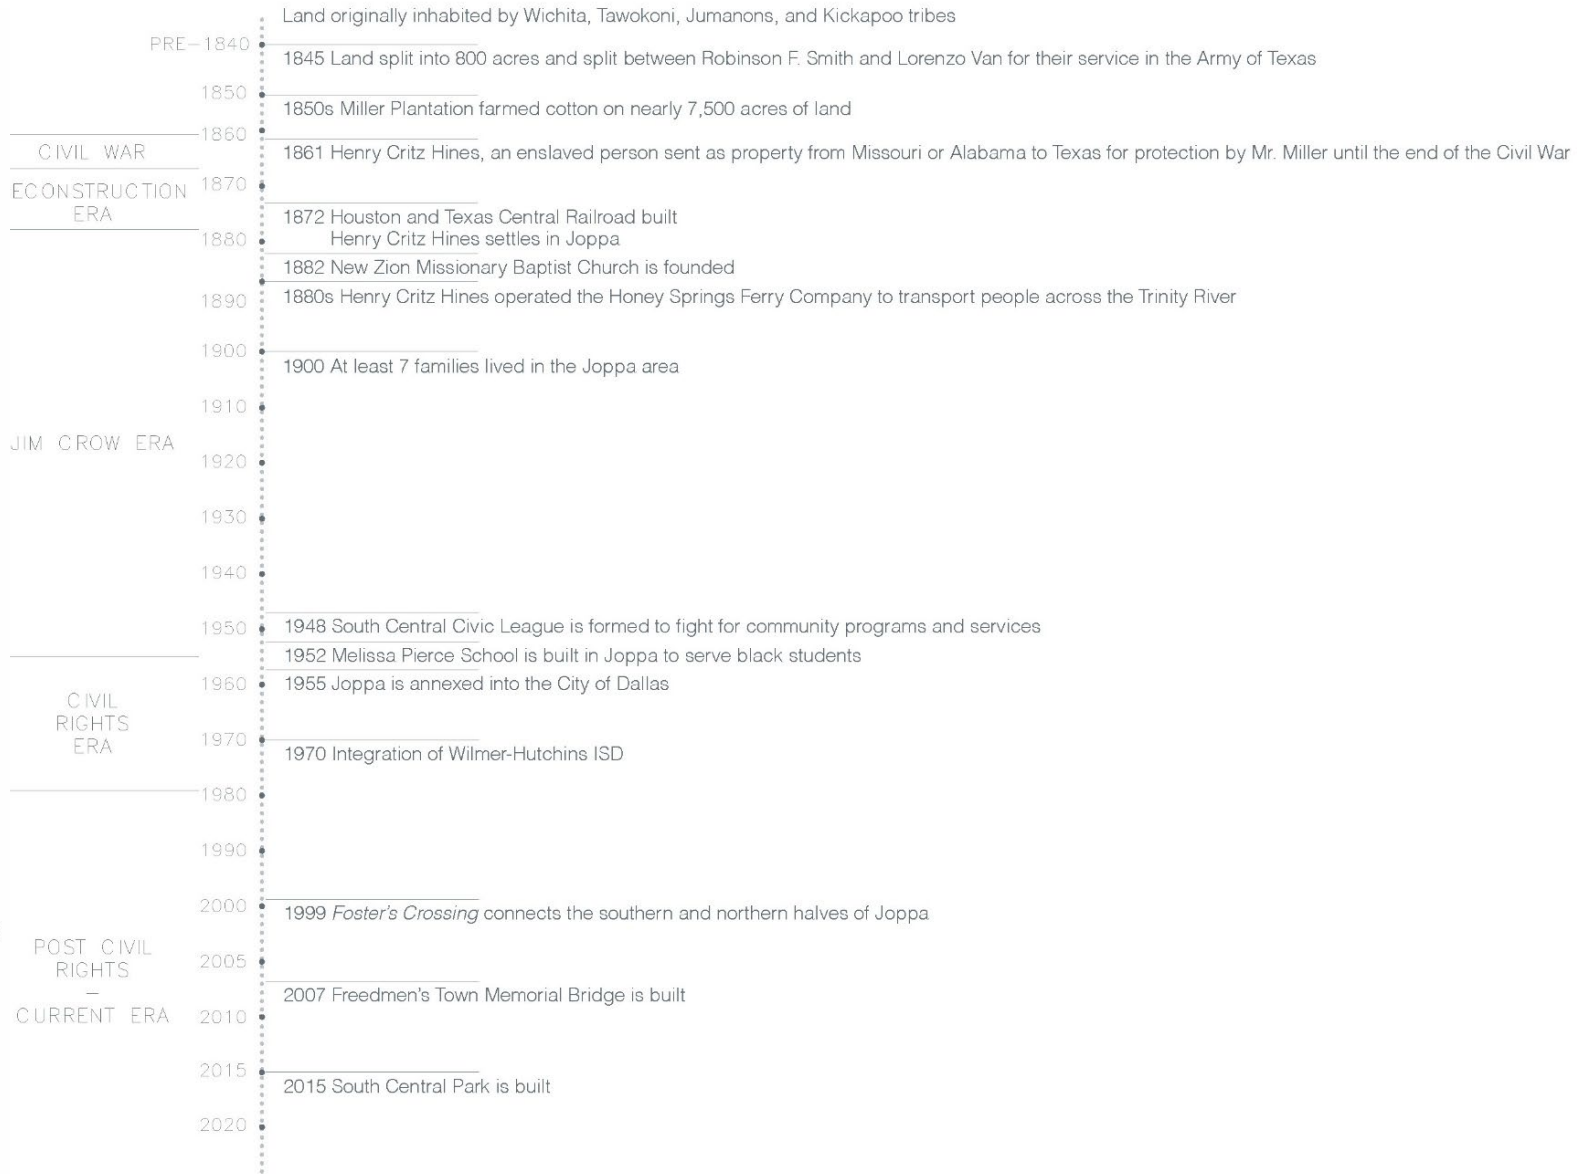 Land originally inhabited by Wichita, Tawokoni, Jumanons, and Kickapoo tribes
PRE-1840
1845 Land split into 800 acres and split between Robinson F. Smith and Lorenzo Van for their service in the Army of Texas
1850
1850s Miller Plantation farmed cotton on nearly 7,500 acres of land
1860
CIVIL WAR
1861 Henry Critz Hines, an enslaved person sent as property from Missouri or Alabama to Texas for protection by Mr. Miller until the end of the Civil War
1870
ECONSTRUCTION
ERA
1872 Houston and Texas Central Railroad built
Henry Critz Hines settles in Joppa
1880
1882 New Zion Missionary Baptist Church is founded
1880s Henry Critz Hines operated the Honey Springs Ferry Company to transport people across the Trinity River
1890
1900
1900 At least 7 families lived in the Joppa area
1910
JIM CROW ERA
1920
1930
1940
1950
1948 South Central Civic League is formed to fight for community programs and services
1952 Melissa Pierce School is built in Joppa to serve black students
1960
1955 Joppa is annexed into the City of Dallas
CIVIL
RIGHTS
ERA
1970
1970 Integration of Wilmer-Hutchins ISD
1980
1990
2000
1999 Foster's Crossing connects the southern and northern halves of Joppa
POST CIVIL
RIGHTS
–
CURRENT ERA
2005
2007 Freedmen's Town Memorial Bridge is built
2010
2015
2015 South Central Park is built
2020